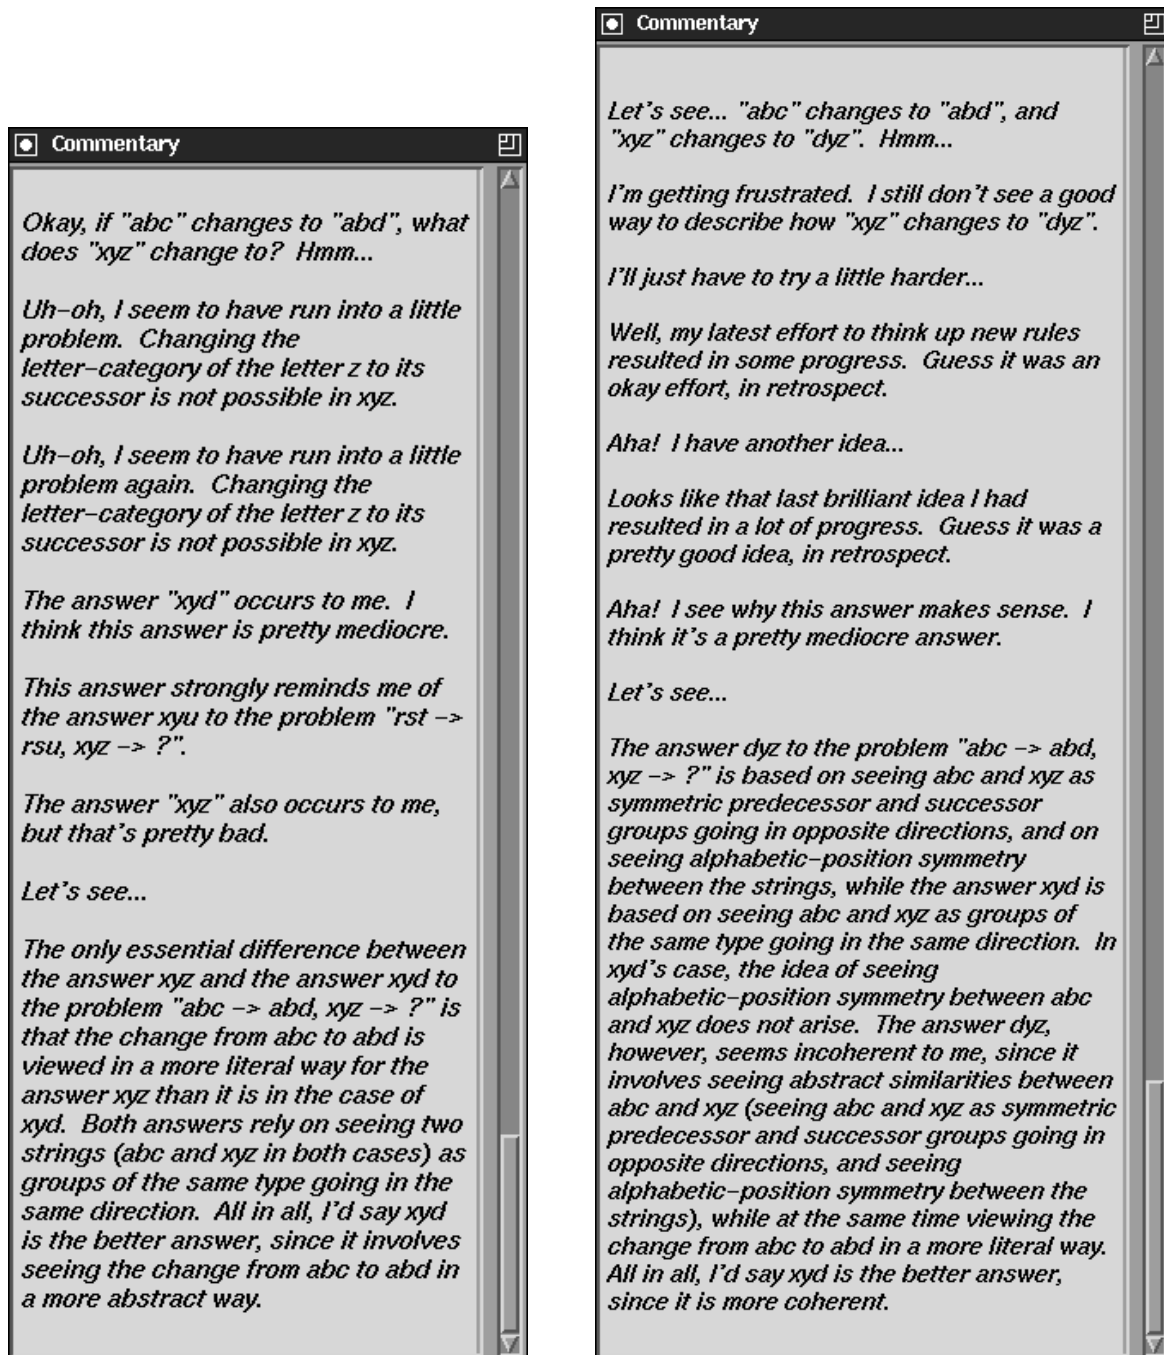 Commentary
Okay, if "abc" changes to "abd", what
does "xyz" change to?  Hmm...
Uh-oh, I seem to have run into a little
problem.  Changing the
letter-category of the letter z to its
successor is not possible in xyz.
Uh-oh, I seem to have run into a little
problem again.  Changing the
letter-category of the letter z to its
successor is not possible in xyz.
The answer "xyd" occurs to me.  I
think this answer is pretty mediocre.
This answer strongly reminds me of
the answer xyu to the problem "rst ->
rsu, xyz -> ?".
The answer "xyz" also occurs to me,
but that's pretty bad.
Let's see...
The only essential difference between
the answer xyz and the answer xyd to
the problem "abc -> abd, xyz -> ?" is
that the change from abc to abd is
viewed in a more literal way for the
answer xyz than it is in the case of
xyd.  Both answers rely on seeing two
strings (abc and xyz in both cases) as
groups of the same type going in the
same direction.  All in all, I'd say xyd
is the better answer, since it involves
seeing the change from abc to abd in
a more abstract way.
Commentary
Let's see... "abc" changes to "abd", and
"xyz" changes to "dyz".  Hmm...
I'm getting frustrated.  I still don't see a good
way to describe how "xyz" changes to "dyz".
I'll just have to try a little harder...
Well, my latest effort to think up new rules
resulted in some progress.  Guess it was an
okay effort, in retrospect.
Aha!  I have another idea...
Looks like that last brilliant idea I had
resulted in a lot of progress.  Guess it was a
pretty good idea, in retrospect.
Aha!  I see why this answer makes sense.  I
think it's a pretty mediocre answer.
Let's see...
The answer dyz to the problem "abc -> abd,
xyz -> ?" is based on seeing abc and xyz as
symmetric predecessor and successor
groups going in opposite directions, and on
seeing alphabetic-position symmetry
between the strings, while the answer xyd is
based on seeing abc and xyz as groups of
the same type going in the same direction.  In
xyd's case, the idea of seeing
alphabetic-position symmetry between abc
and xyz does not arise.  The answer dyz,
however, seems incoherent to me, since it
involves seeing abstract similarities between
abc and xyz (seeing abc and xyz as symmetric
predecessor and successor groups going in
opposite directions, and seeing
alphabetic-position symmetry between the
strings), while at the same time viewing the
change from abc to abd in a more literal way.
All in all, I'd say xyd is the better answer,
since it is more coherent.